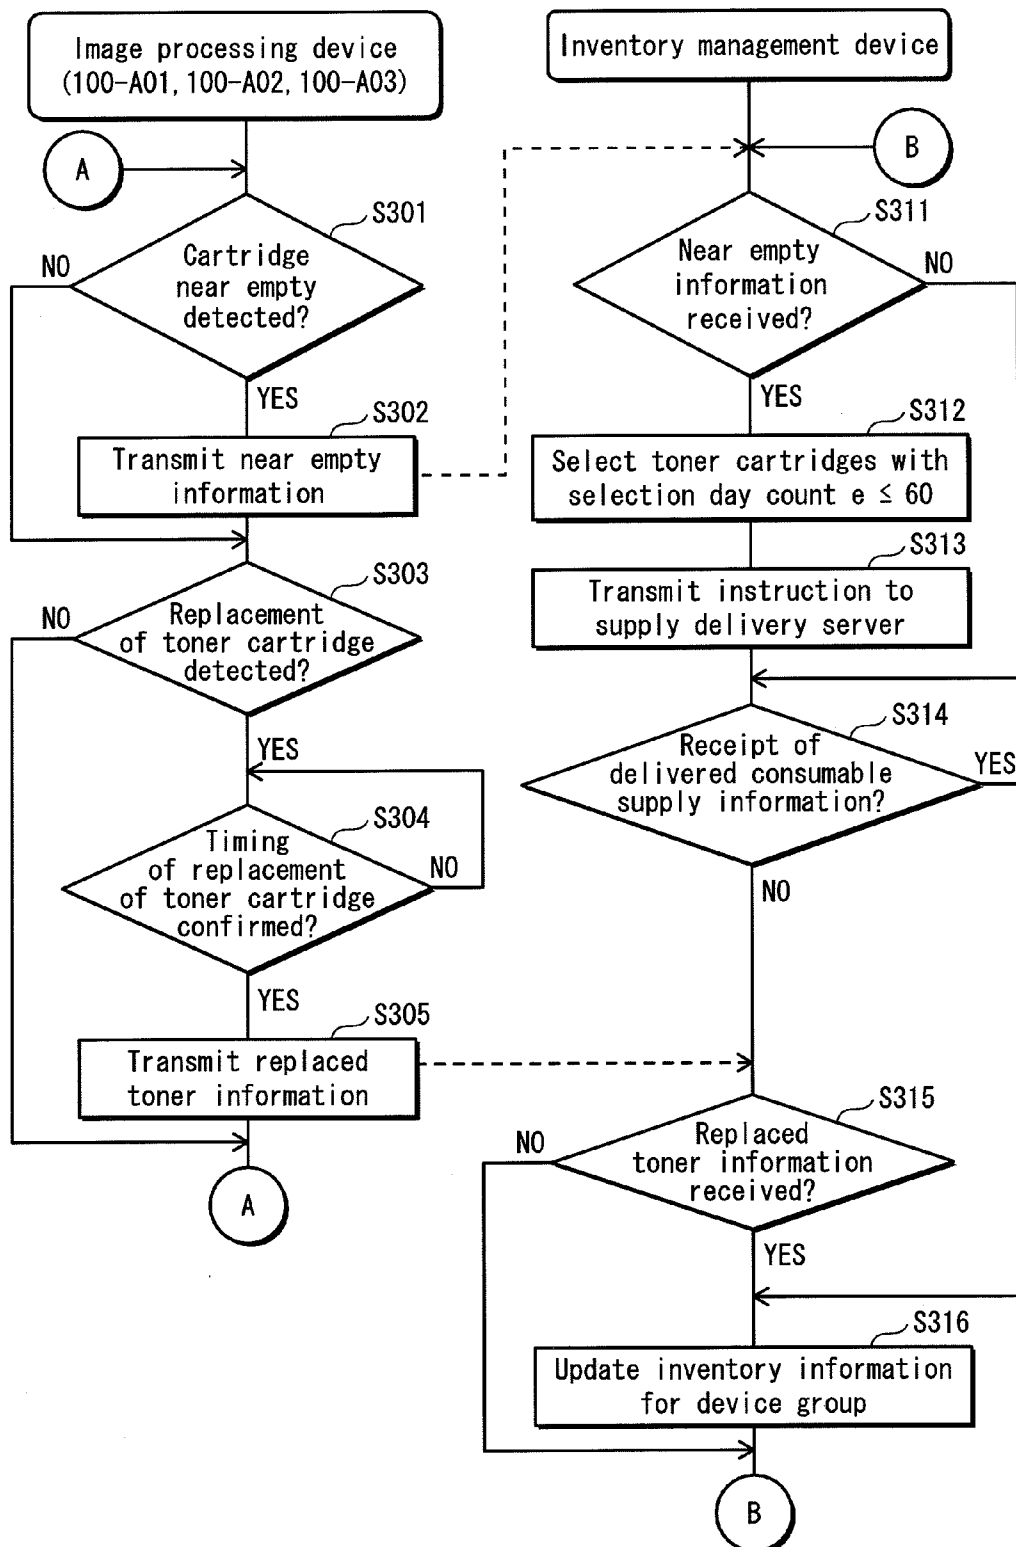 Image processing device
(100-A01, 100-A02, 100-A03)
A
S301
Cartridge
near empty
detected?
NO
YES
S302
Transmit near empty
information
S303
Replacement
of toner cartridge
detected?
NO
YES
S304
Timing
of replacement
of toner cartridge
confirmed?
NO
YES
S305
Transmit replaced
toner information
A
Inventory management device
B
S311
Near empty
information
received?
NO
YES
S312
Select toner cartridges with
selection day count e ≤ 60
S313
Transmit instruction to
supply delivery server
S314
Receipt of
delivered consumable
supply information?
YES
NO
S315
Replaced
toner information
received?
NO
YES
S316
Update inventory information
for device group
B